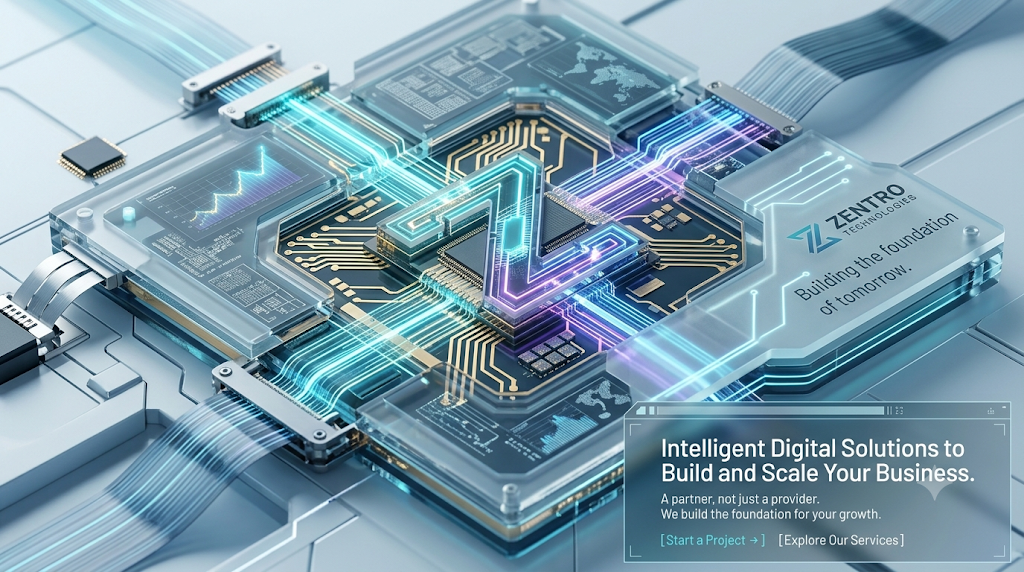 ZENTRO
TECHNOLOGIES
Building the foundation
of tomorrow.
Intelligent Digital Solutions to
Build and Scale Your Business.
A partner, not just a provider.
We build the foundation for your growth.
[Start a Project → ] [Explore Our Services]